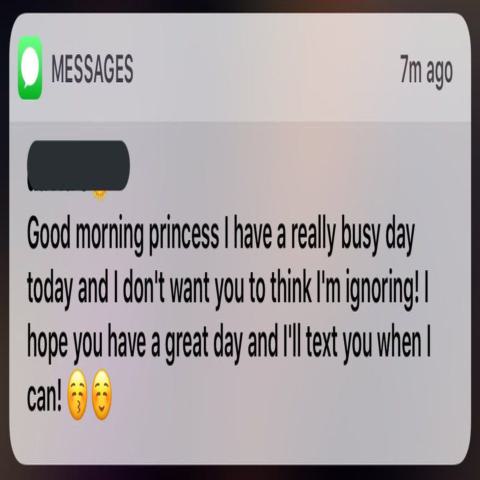 MESSAGES
7m ago
Good morning princess I have a really busy day
today and I don't want you to think I'm ignoring! I
hope you have a great day and I'll text you when I
can! 😚☺️